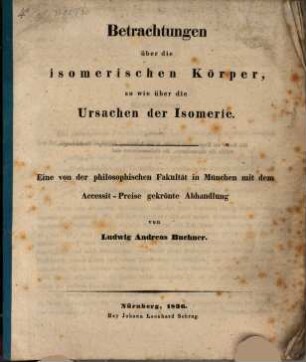 Betrachtungen
über die
isomerischen Körper,
so wie über die
Ursachen der Isomerie.
Eine von der philosophischen Fakultät in München mit dem
Accessit-Preise gekrönte Abhandlung
von
Ludwig Andreas Buchner.
Nürnberg, 1836.
Bey Johann Leonhard Schrag